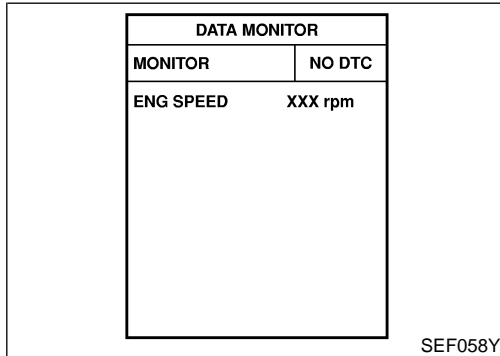 DATA MONITOR
MONITOR NO DTC
ENG SPEED XXX rpm
SEF058Y